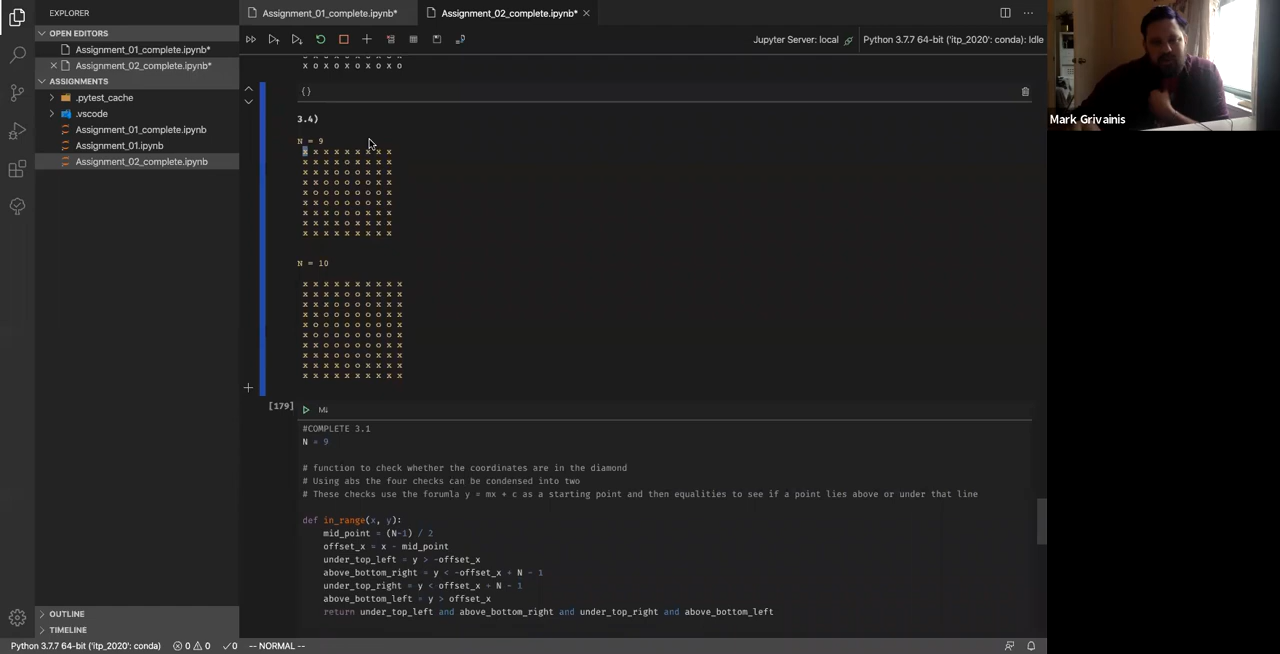 EXPLORER
OPEN EDITORS
Assignment_01_complete.ipynb*
Assignment_02_complete.ipynb*
ASSIGNMENTS
.pytest_cache
.vscode
Assignment_01_complete.ipynb
Assignment_01.ipynb
Assignment_02_complete.ipynb
OUTLINE
TIMELINE
Assignment_01_complete.ipynb*
Assignment_02_complete.ipynb*
Jupyter Server: local
Python 3.7.7 64-bit ('itp_2020': conda): Idle
x o x o x o x o x o
{}
3.4)
N = 9
x x x x x x x x x
x x x x o x x x x
x x x o o o x x x
x x o o o o o x x
x o o o o o o o x
x x o o o o o x x
x x x o o o x x x
x x x x o x x x x
x x x x x x x x x
N = 10
x x x x x x x x x x
x x x x o o x x x x
x x x o o o o x x x
x x o o o o o o x x
x o o o o o o o o x
x o o o o o o o o x
x x o o o o o o x x
x x x o o o o x x x
x x x x o o x x x x
x x x x x x x x x x
[179]
M↓
#COMPLETE 3.1
N = 9
# function to check whether the coordinates are in the diamond
# Using abs the four checks can be condensed into two
# These checks use the forumla y = mx + c as a starting point and then equalities to see if a point lies above or under that line
def in_range(x, y):
mid_point = (N-1) / 2
offset_x = x - mid_point
under_top_left = y > -offset_x
above_bottom_right = y < -offset_x + N - 1
under_top_right = y < offset_x + N - 1
above_bottom_left = y > offset_x
return under_top_left and above_bottom_right and under_top_right and above_bottom_left
Python 3.7.7 64-bit ('itp_2020': conda)
0
0
0
-- NORMAL --
Mark Grivainis